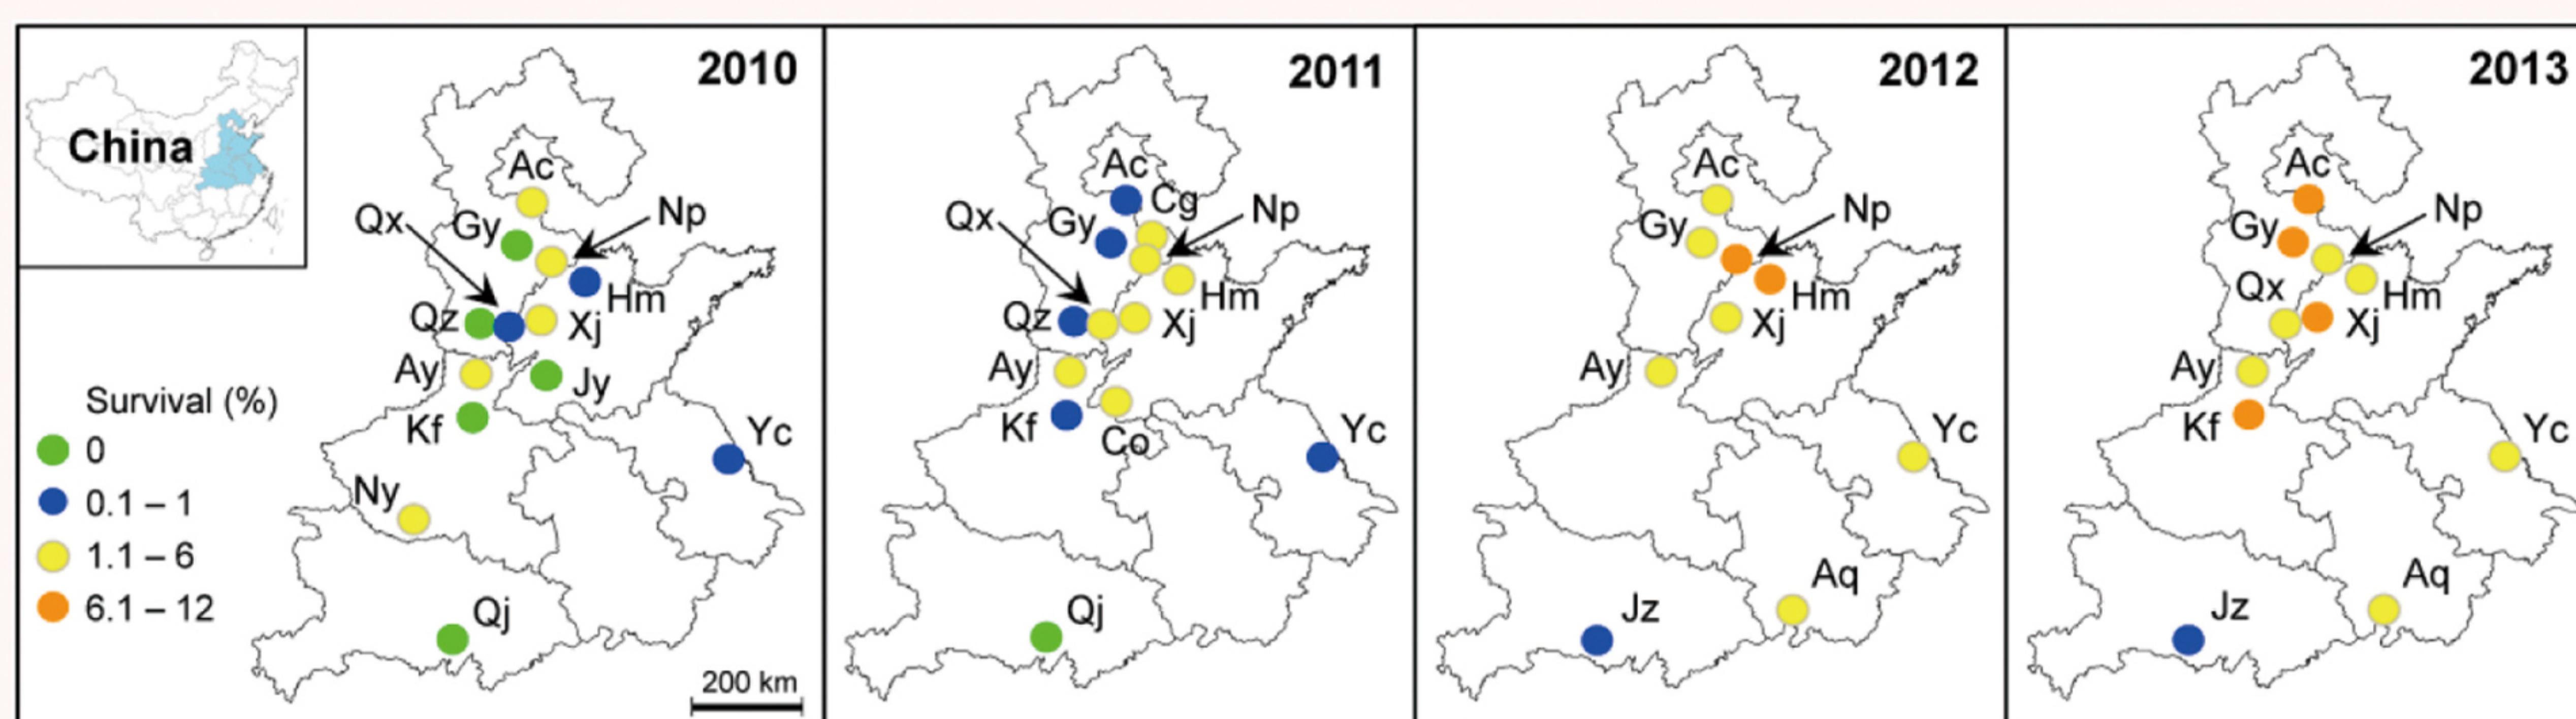 China
2010
Ac
Qx
Gy
Np
Hm
Qz
Xj
Ay
Jy
Kf
Yc
Ny
Qj
200 km
Survival (%)
0
0.1 – 1
1.1 – 6
6.1 – 12
2011
Ac
Cg
Qx
Gy
Np
Hm
Qz
Xj
Ay
Kf
Co
Yc
Qj
2012
Ac
Gy
Np
Hm
Xj
Ay
Yc
Aq
Jz
2013
Ac
Gy
Np
Qx
Hm
Xj
Ay
Kf
Yc
Aq
Jz